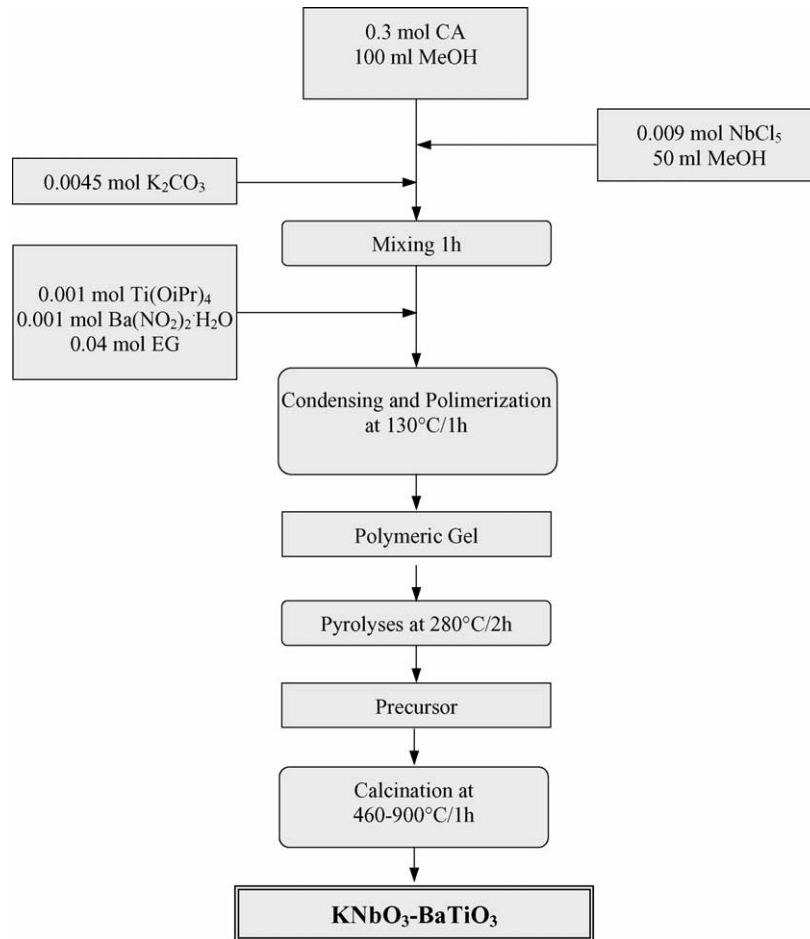 0.3 mol CA
100 ml MeOH
0.009 mol NbCl₅
50 ml MeOH
0.0045 mol K₂CO₃
Mixing 1h
0.001 mol Ti(OiPr)₄
0.001 mol Ba(NO₂)₂·H₂O
0.04 mol EG
Condensing and Polimerization
at 130°C/1h
Polymeric Gel
Pyrolyses at 280°C/2h
Precursor
Calcination at
460-900°C/1h
KNbO₃-BaTiO₃